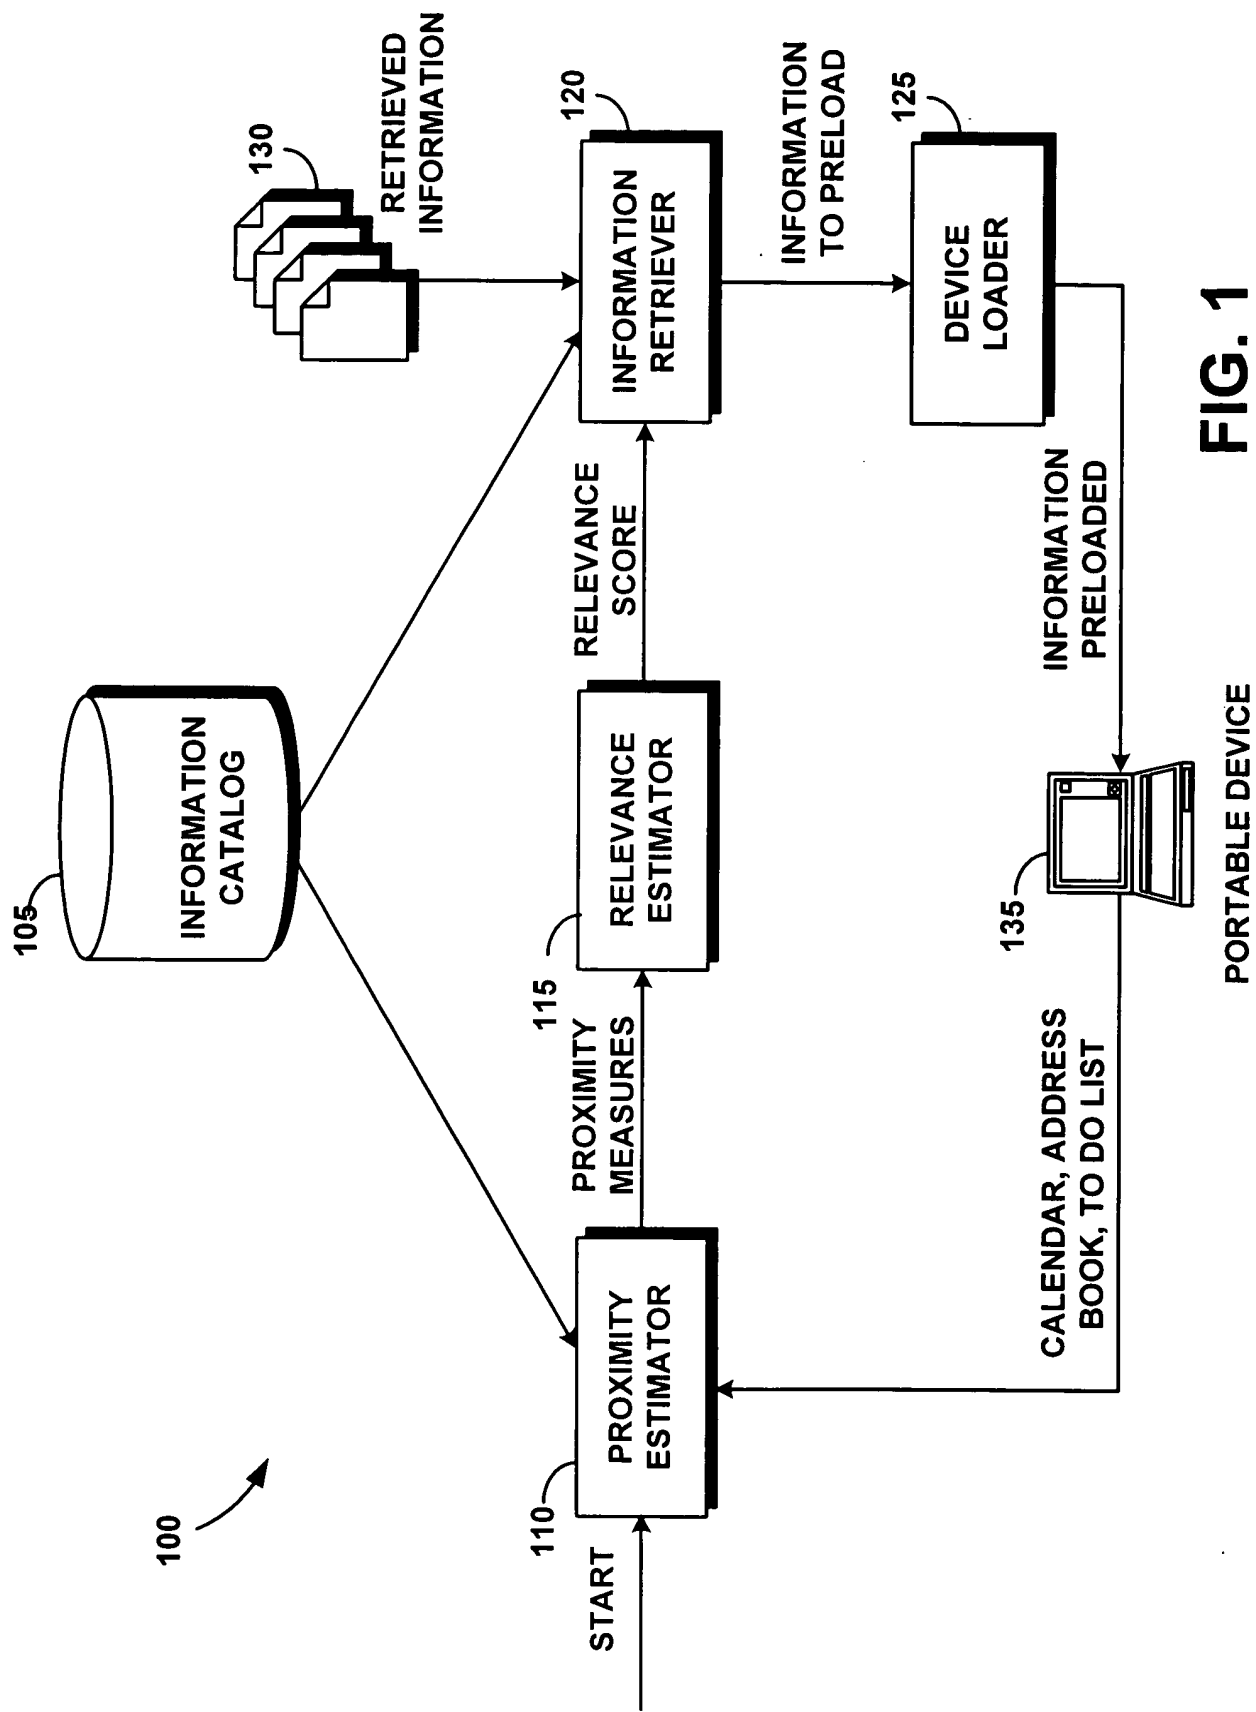 100
105
INFORMATION
CATALOG
130
RETRIEVED
INFORMATION
START
110
PROXIMITY
ESTIMATOR
PROXIMITY
MEASURES
115
RELEVANCE
ESTIMATOR
RELEVANCE
SCORE
120
INFORMATION
RETRIEVER
INFORMATION
TO PRELOAD
125
DEVICE
LOADER
CALENDAR, ADDRESS
BOOK, TO DO LIST
135
PORTABLE DEVICE
INFORMATION
PRELOADED
FIG. 1